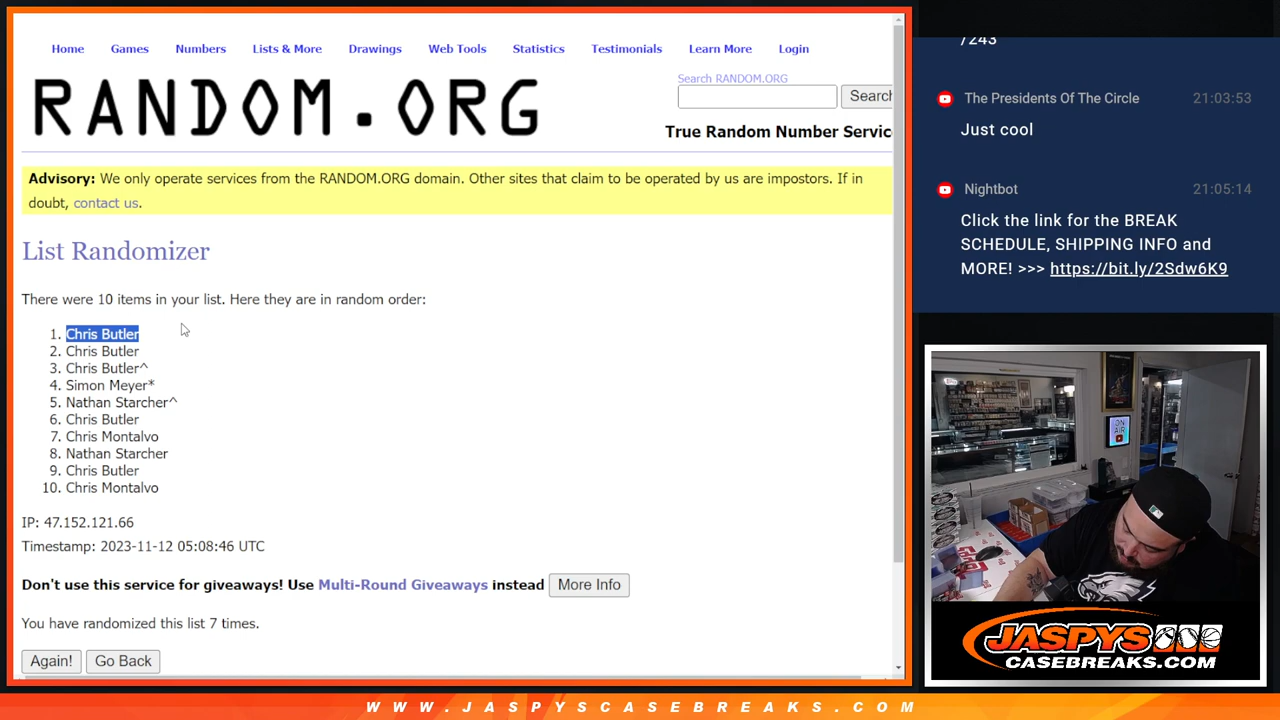 Home Games Numbers Lists & More Drawings Web Tools Statistics Testimonials Learn More Login
RANDOM.ORG
Search RANDOM.ORG
Search
True Random Number Servic
Advisory: We only operate services from the RANDOM.ORG domain. Other sites that claim to be operated by us are impostors. If in
doubt, contact us.
List Randomizer
There were 10 items in your list. Here they are in random order:
1. Chris Butler
2. Chris Butler
3. Chris Butler^
4. Simon Meyer*
5. Nathan Starcher^
6. Chris Butler
7. Chris Montalvo
8. Nathan Starcher
9. Chris Butler
10. Chris Montalvo
IP: 47.152.121.66
Timestamp: 2023-11-12 05:08:46 UTC
Don't use this service for giveaways! Use Multi-Round Giveaways instead More Info
You have randomized this list 7 times.
Again! Go Back
/243
The Presidents Of The Circle 21:03:53
Just cool
Nightbot 21:05:14
Click the link for the BREAK
SCHEDULE, SHIPPING INFO and
MORE! >>> https://bit.ly/2Sdw6K9
ON
AIR
JASPYS
CASEBREAKS.COM
WWW.JASPYSCASEBREAKS.COM